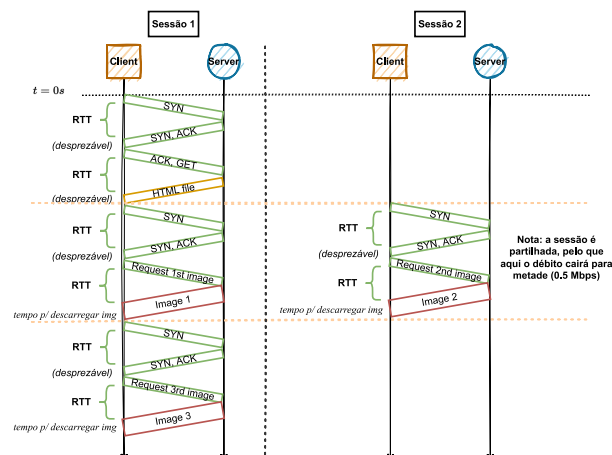 Sessão 1
Sessão 2
Client
Server
Client
Server
t = 0s
SYN
RTT
SYN, ACK
(desprezável)
ACK, GET
RTT
HTML file
(desprezável)
SYN
RTT
SYN, ACK
(desprezável)
Request 1st image
RTT
Image 1
tempo p/ descarregar img
SYN
RTT
SYN, ACK
(desprezável)
Request 2nd image
RTT
Image 2
tempo p/ descarregar img
Nota: a sessão é
partilhada, pelo que
aqui o débito cairá para
metade (0.5 Mbps)
SYN
RTT
SYN, ACK
(desprezável)
Request 3rd image
RTT
Image 3
tempo p/ descarregar img